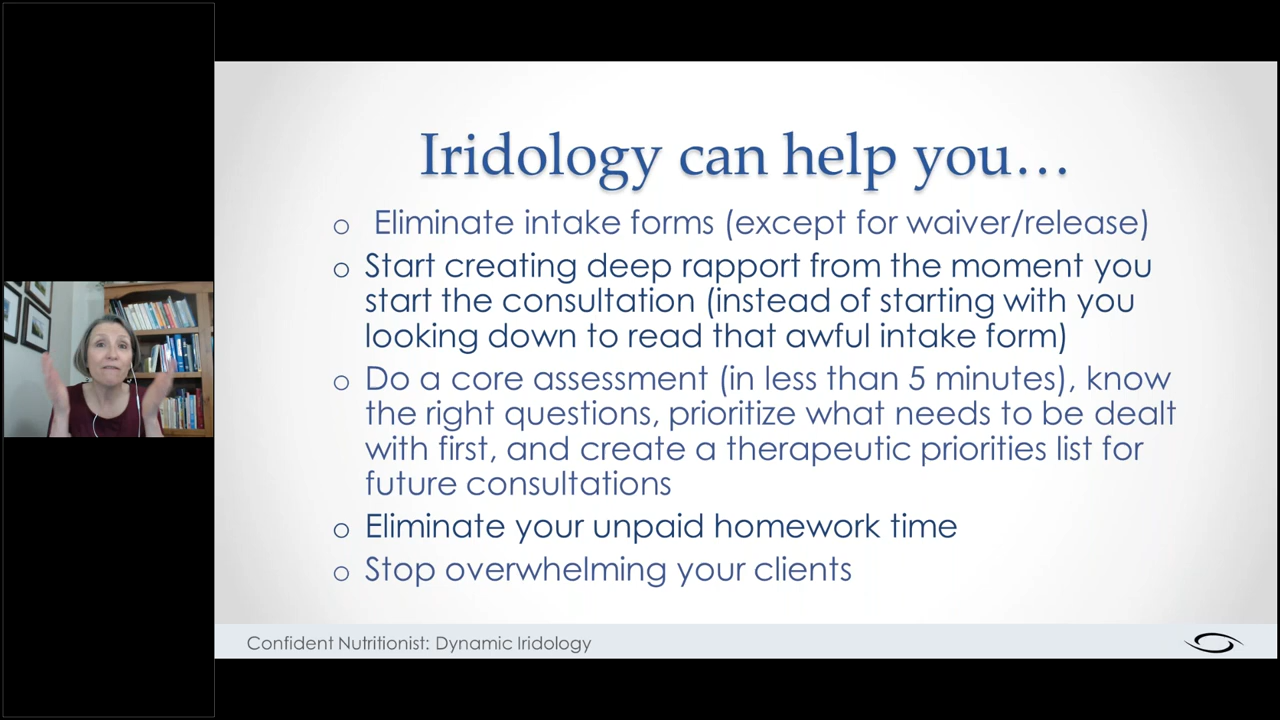 Iridology can help you…
o Eliminate intake forms (except for waiver/release)
o Start creating deep rapport from the moment you
start the consultation (instead of starting with you
looking down to read that awful intake form)
o Do a core assessment (in less than 5 minutes), know
the right questions, prioritize what needs to be dealt
with first, and create a therapeutic priorities list for
future consultations
o Eliminate your unpaid homework time
o Stop overwhelming your clients
Confident Nutritionist: Dynamic Iridology